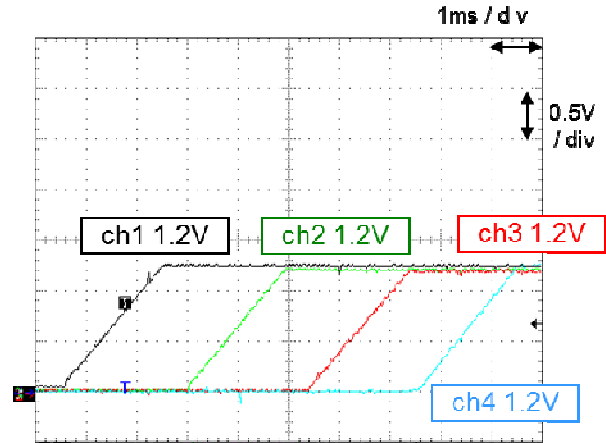 1ms / d v
0.5V
/ div
ch1 1.2V
ch2 1.2V
ch3 1.2V
T
ch4 1.2V